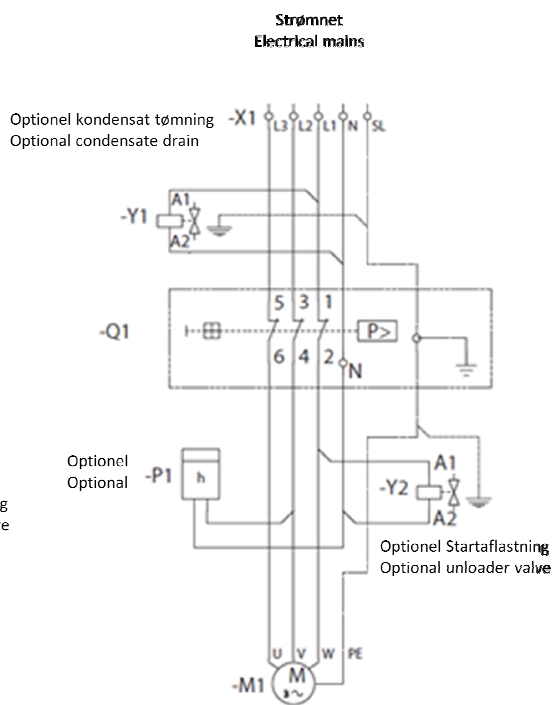 Strømnet
Electrical mains
Optionel kondensat tømning
Optional condensate drain
-X1
L3 L2 L1 N SL
A1
-Y1
A2
5 3 1
-Q1
P>
6 4 2 N
Optionel
Optional
-P1
h
A1
-Y2
A2
g
e
Optionel Startaflastning
Optional unloader valve
U V W PE
-M1
M
3~